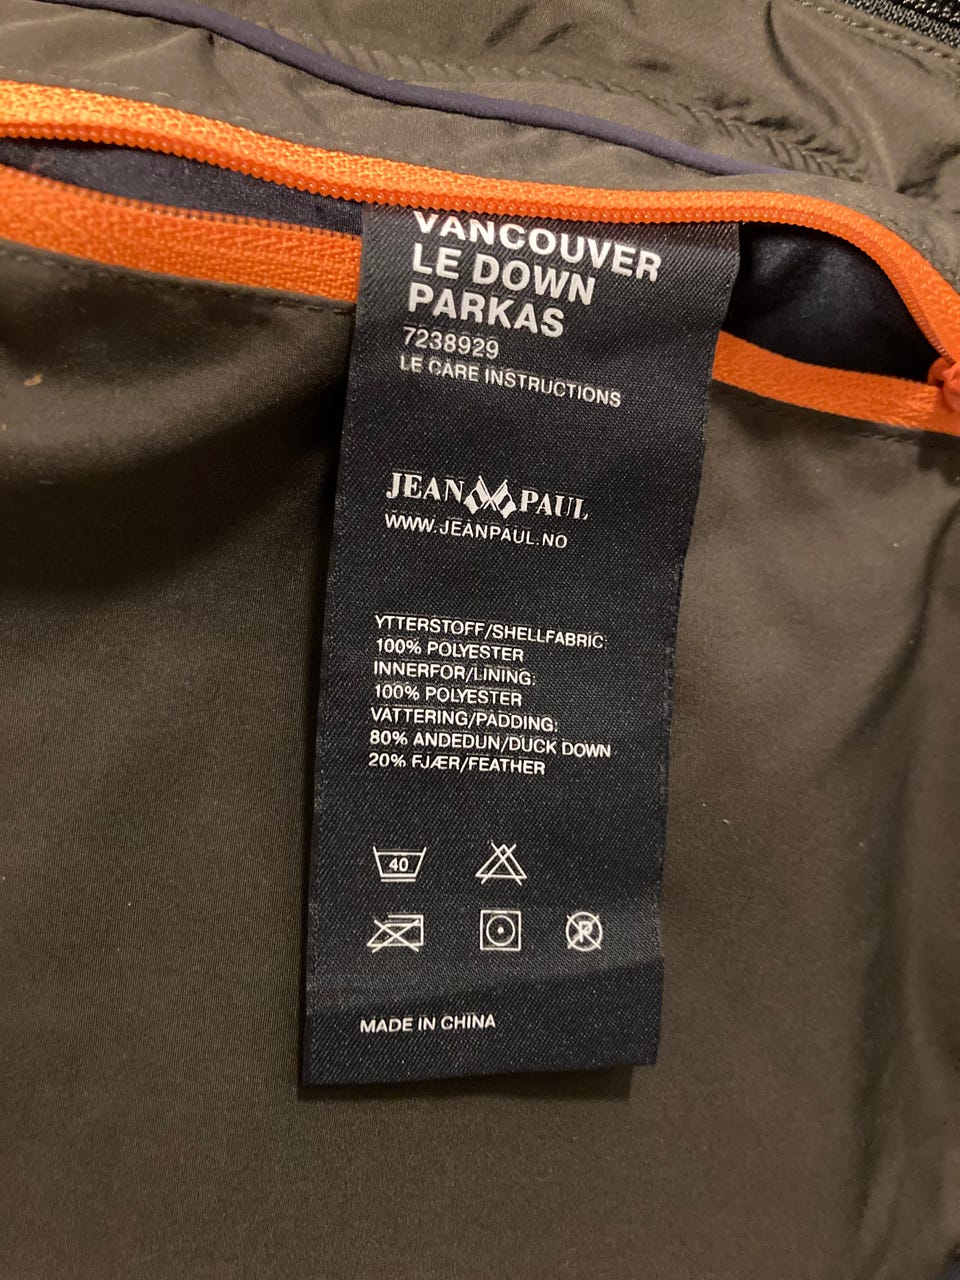 VANCOUVER
LE DOWN
PARKAS
7238929
LE CARE INSTRUCTIONS
JEAN PAUL
WWW.JEANPAUL.NO
YTTERSTOFF/SHELLFABRIC:
100% POLYESTER
INNERFOR/LINING:
100% POLYESTER
VATTERING/PADDING:
80% ANDEDUN/DUCK DOWN
20% FJÆR/FEATHER
40
P
MADE IN CHINA